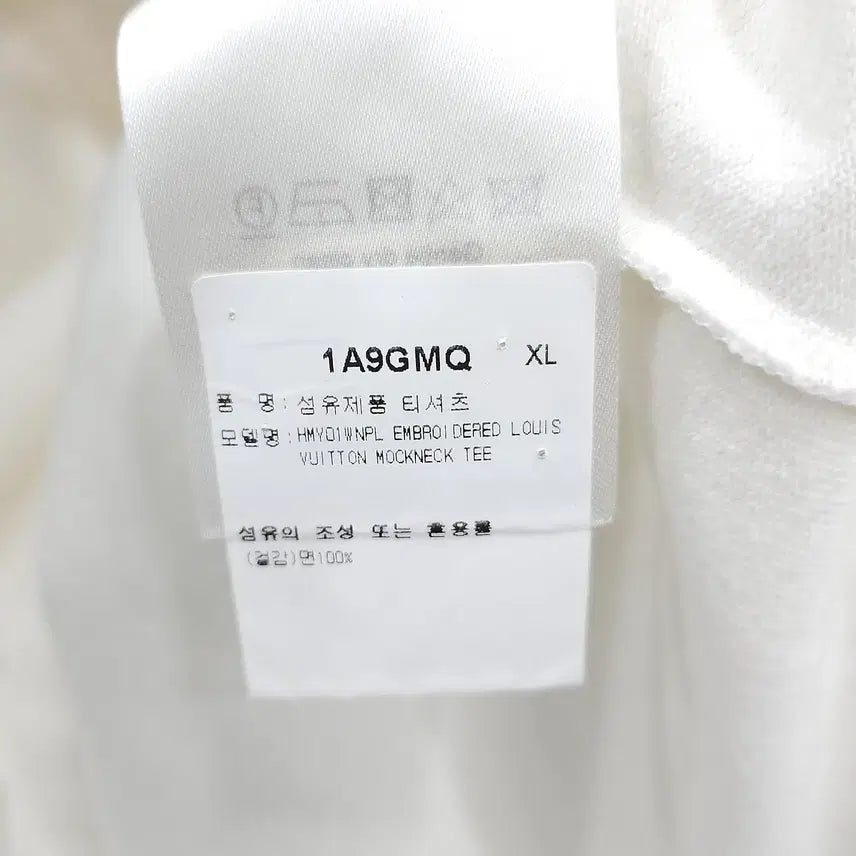 1A9GMQ XL
품 명: 섬유제품 티셔츠
모델명: HMY01WNPL EMBROIDERED LOUIS
VUITTON MOCKNECK TEE
섬유의 조성 또는 혼용률
(겉감)면100%